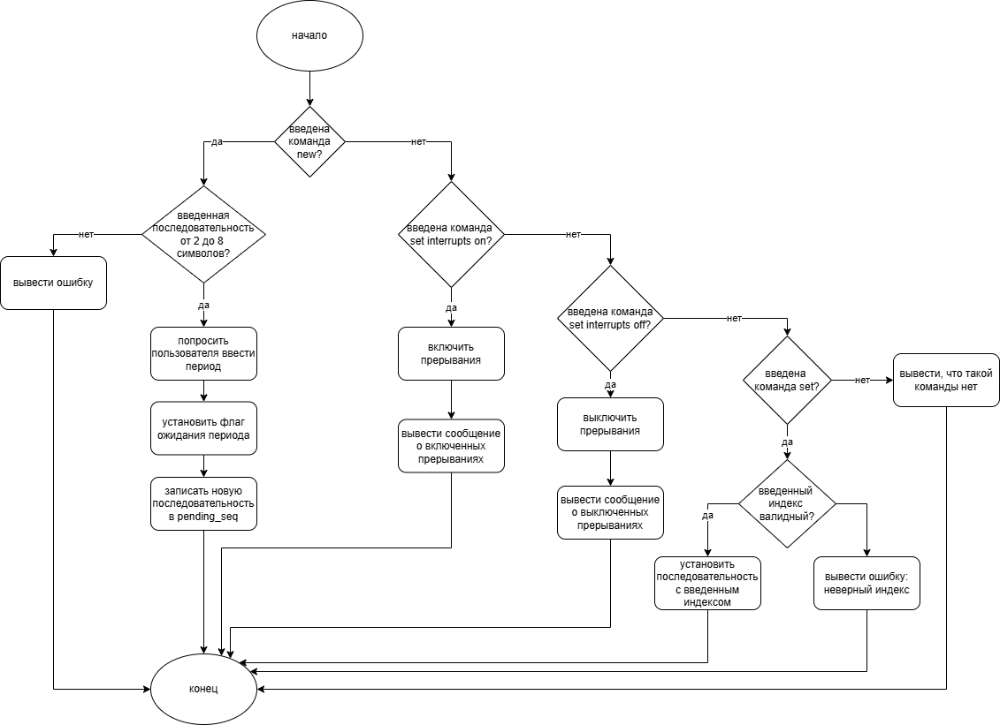 начало
введена
команда
new?
да
нет
введенная
последовательность
от 2 до 8
символов?
нет
вывести ошибку
да
попросить
пользователя ввести
период
установить флаг
ожидания периода
записать новую
последовательность
в pending_seq
введена команда
set interrupts on?
нет
да
включить
прерывания
вывести сообщение
о включенных
прерываниях
введена команда
set interrupts off?
нет
да
выключить
прерывания
вывести сообщение
о выключенных
прерываниях
введена
команда set?
нет
вывести, что такой
команды нет
да
введенный
индекс
валидный?
да
установить
последовательность
с введенным
индексом
вывести ошибку:
неверный индекс
конец